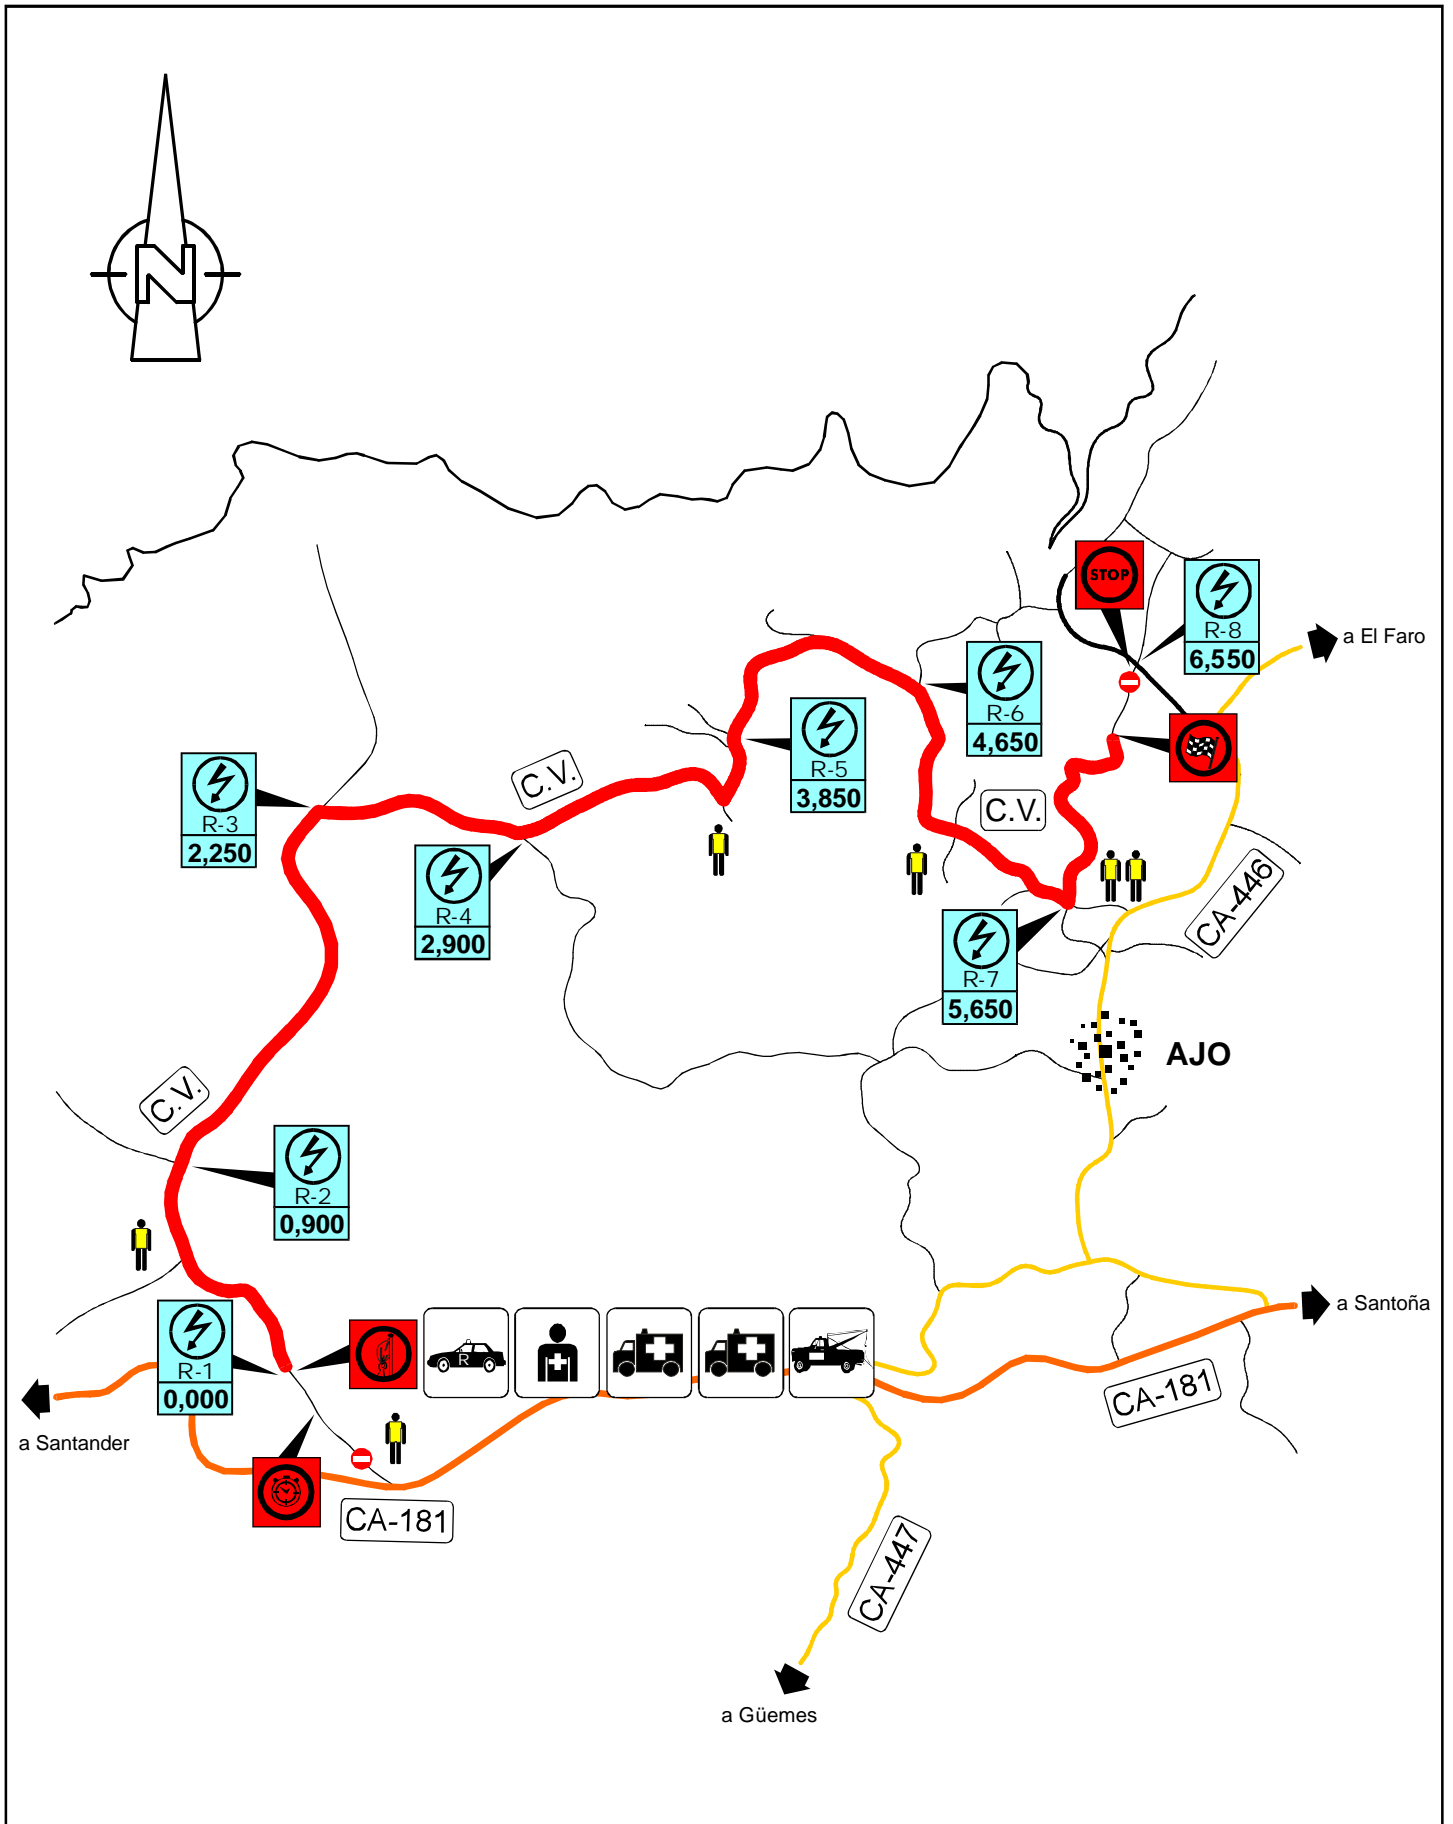 N
STOP
R-8
6,550
a El Faro
R-6
4,650
R-5
3,850
C.V.
R-3
2,250
C.V.
R-4
2,900
CA-446
R-7
5,650
AJO
C.V.
R-2
0,900
a Santoña
R-1
0,000
R
CA-181
a Santander
CA-181
CA-447
a Güemes